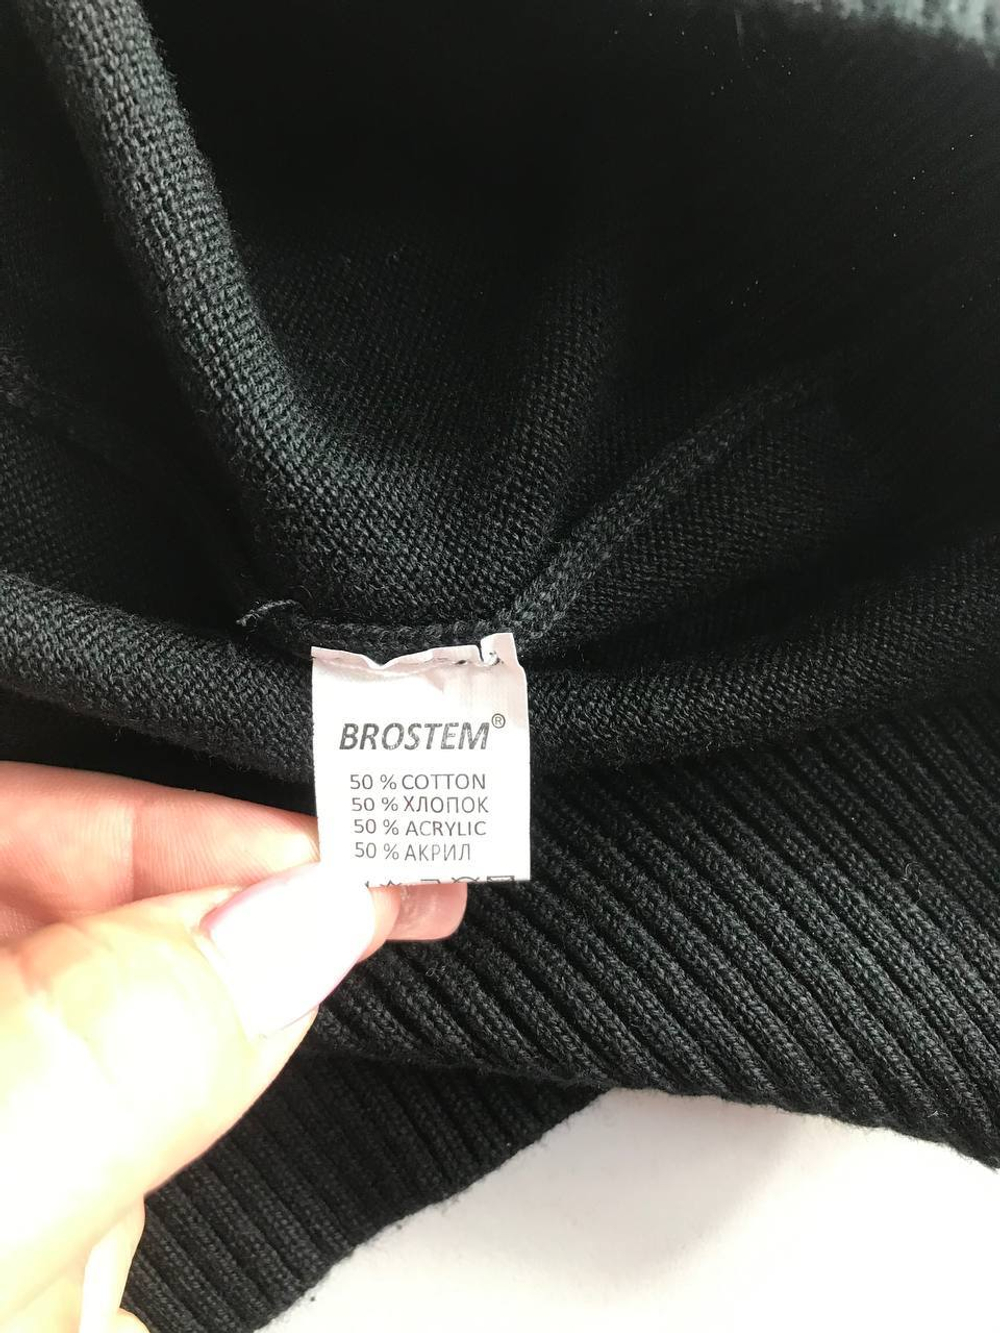 BROSTEM®
50 % COTTON
50 % ХЛОПОК
50 % ACRYLIC
50 % АКРИЛ